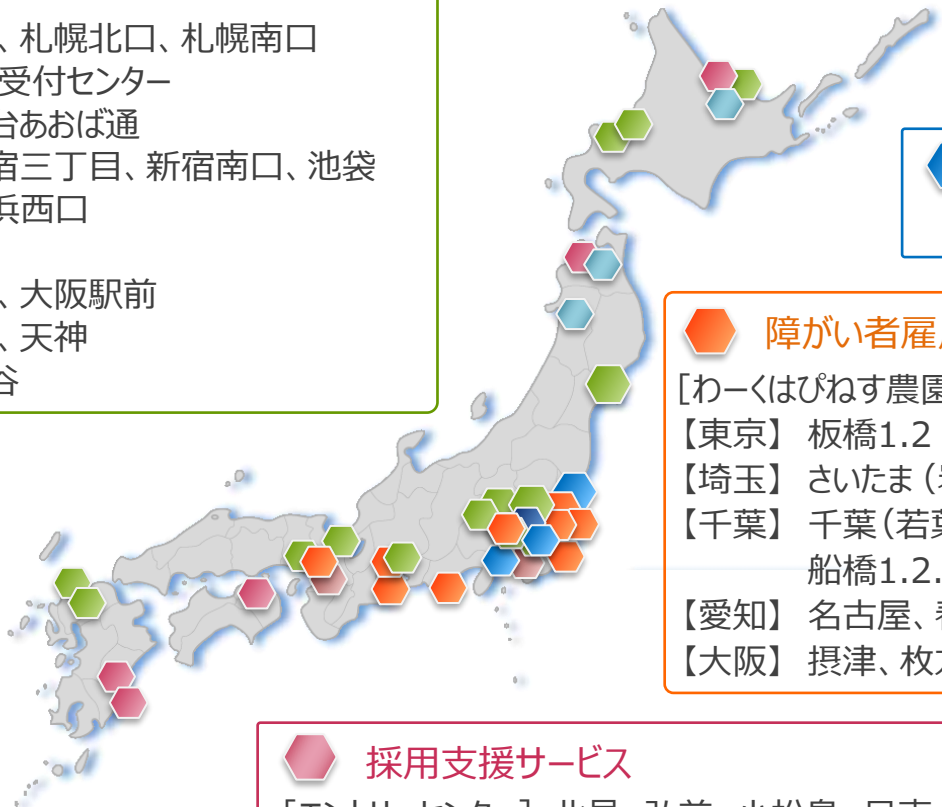 、札幌北口、札幌南口
受付センター
台あおば通
宿三丁目、新宿南口、池袋
浜西口
、大阪駅前
、天神
谷
障がい者雇
[わーくはぴねす農園
【東京】 板橋1.2
【埼玉】 さいたま（
【千葉】 千葉（若葉
船橋1.2.
【愛知】 名古屋、
【大阪】 摂津、枚方
採用支援サービス